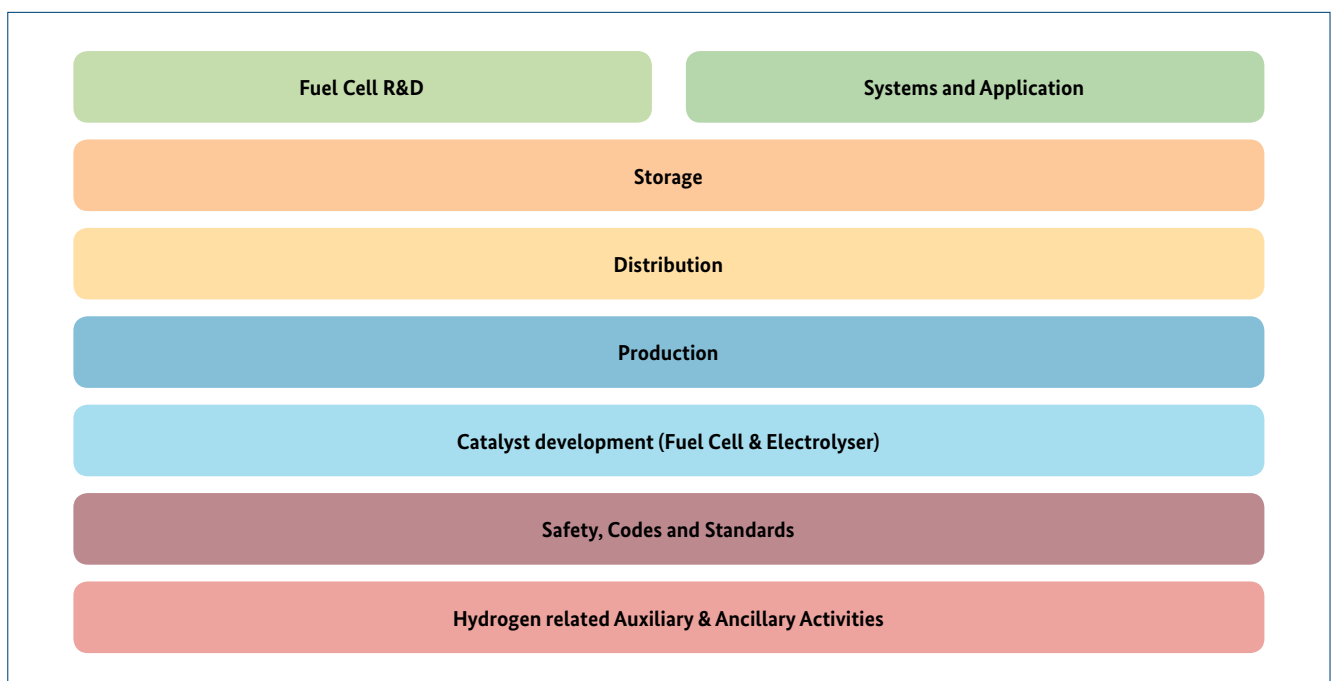 Fuel Cell R&D
Systems and Application
Storage
Distribution
Production
Catalyst development (Fuel Cell & Electrolyser)
Safety, Codes and Standards
Hydrogen related Auxiliary & Ancillary Activities